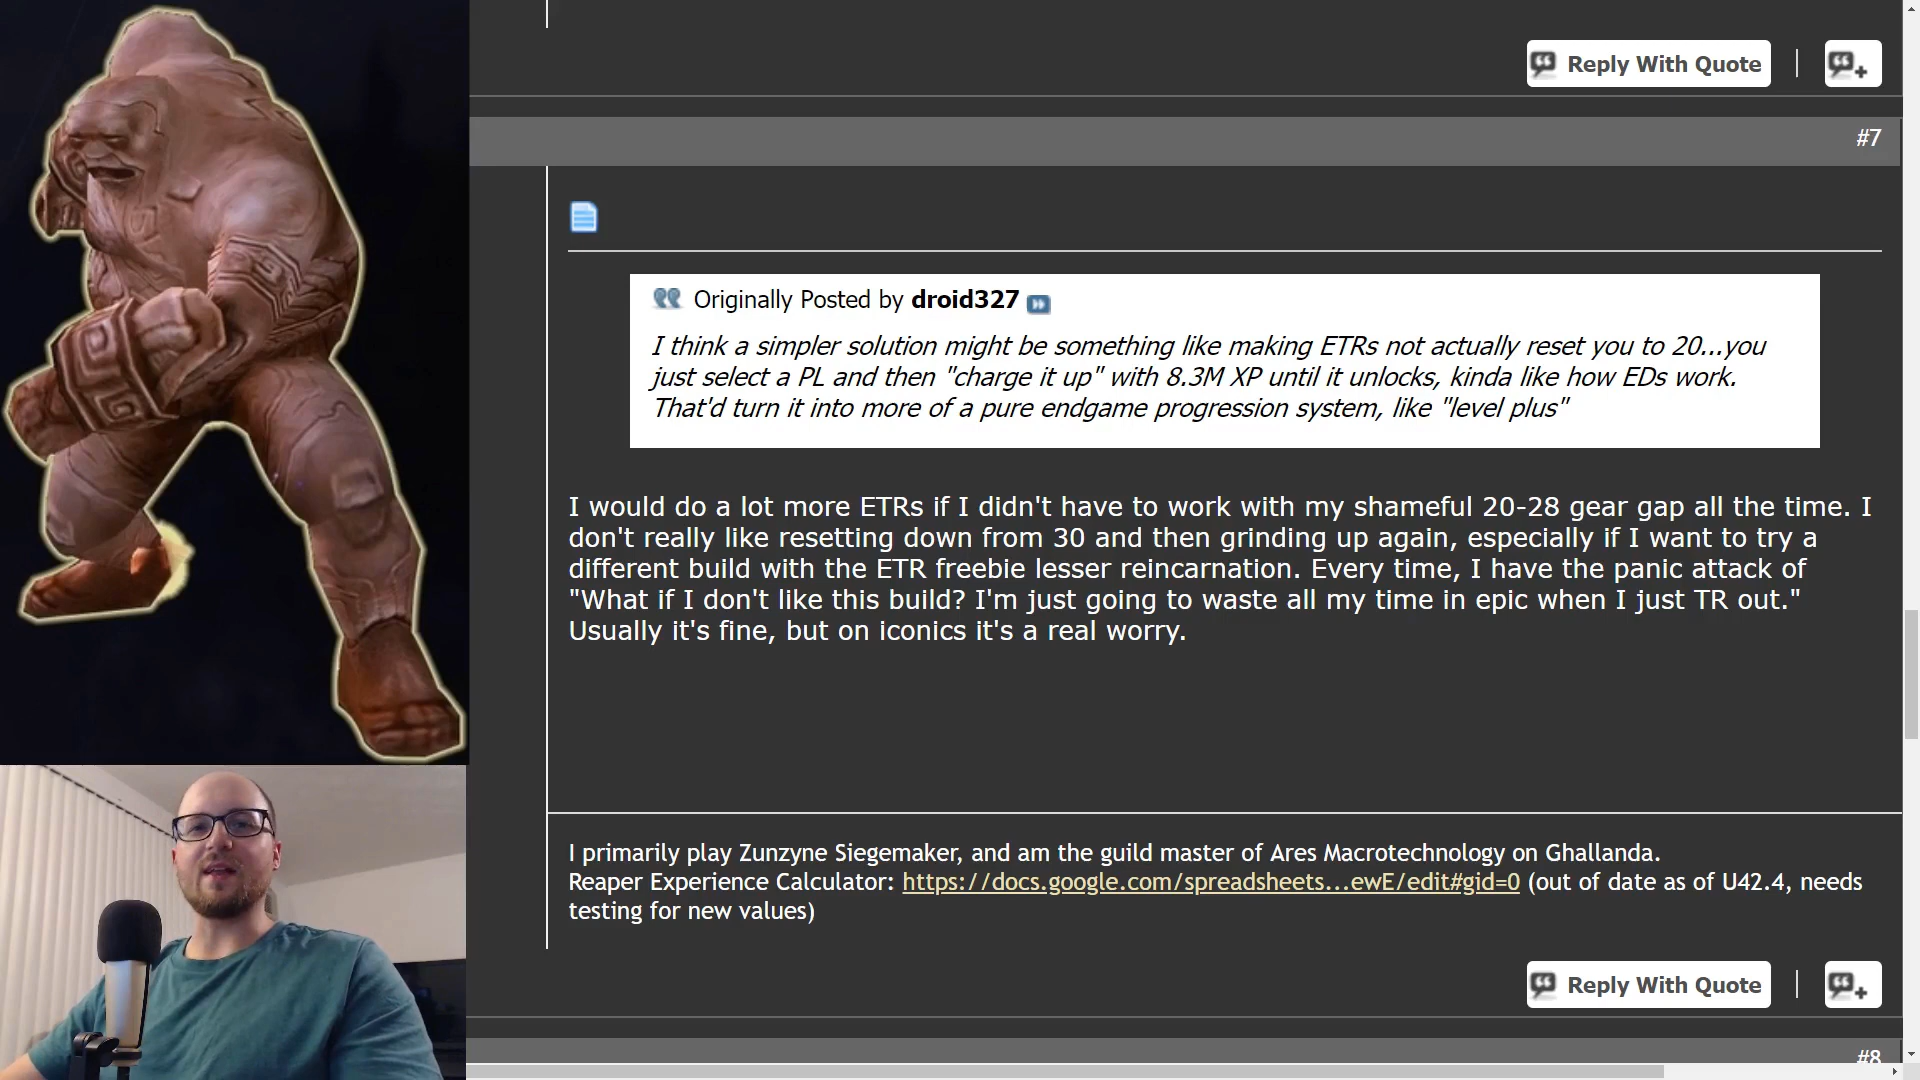 Reply With Quote
#7
Originally Posted by droid327
I think a simpler solution might be something like making ETRs not actually reset you to 20...you
just select a PL and then "charge it up" with 8.3M XP until it unlocks, kinda like how EDs work.
That'd turn it into more of a pure endgame progression system, like "level plus"
I would do a lot more ETRs if I didn't have to work with my shameful 20-28 gear gap all the time. I
don't really like resetting down from 30 and then grinding up again, especially if I want to try a
different build with the ETR freebie lesser reincarnation. Every time, I have the panic attack of
"What if I don't like this build? I'm just going to waste all my time in epic when I just TR out."
Usually it's fine, but on iconics it's a real worry.
I primarily play Zunzyne Siegemaker, and am the guild master of Ares Macrotechnology on Ghallanda.
Reaper Experience Calculator: https://docs.google.com/spreadsheets...ewE/edit#gid=0 (out of date as of U42.4, needs
testing for new values)
Reply With Quote
#8